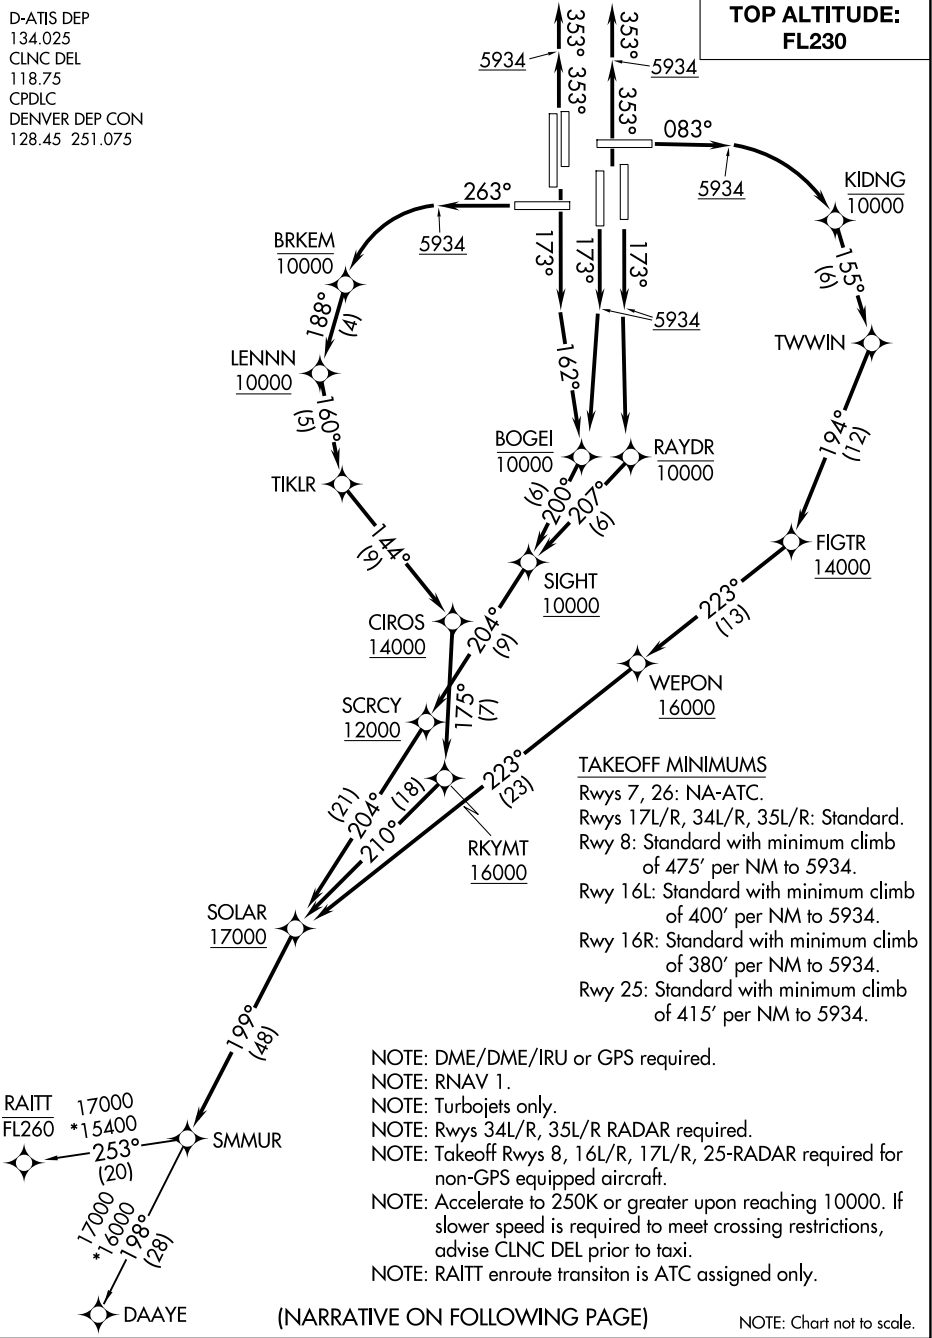 D-ATIS DEP
134.025
CLNC DEL
118.75
CPDLC
DENVER DEP CON
128.45 251.075
TOP ALTITUDE:
FL230
353°
353°
5934
5934
353°
353°
083°
5934
KIDNG
10000
263°
5934
BRKEM
10000
173°
173°
173°
155°
(6)
188°
(4)
5934
TWWIN
LENNN
10000
162°
160°
(5)
194°
(12)
BOGEI
10000
RAYDR
10000
TIKLR
(6)
200°
207°
(6)
144°
(9)
FIGTR
14000
SIGHT
10000
223°
(13)
CIROS
14000
204°
(9)
WEPON
16000
SCRCY
12000
175°
(7)
223°
(23)
(21)
204°
(18)
210°
RKYMT
16000
TAKEOFF MINIMUMS
Rwys 7, 26: NA-ATC.
Rwys 17L/R, 34L/R, 35L/R: Standard.
Rwy 8: Standard with minimum climb
of 475' per NM to 5934.
Rwy 16L: Standard with minimum climb
of 400' per NM to 5934.
Rwy 16R: Standard with minimum climb
of 380' per NM to 5934.
Rwy 25: Standard with minimum climb
of 415' per NM to 5934.
SOLAR
17000
199°
(48)
NOTE: DME/DME/IRU or GPS required.
NOTE: RNAV 1.
NOTE: Turbojets only.
NOTE: Rwys 34L/R, 35L/R RADAR required.
NOTE: Takeoff Rwys 8, 16L/R, 17L/R, 25-RADAR required for
non-GPS equipped aircraft.
NOTE: Accelerate to 250K or greater upon reaching 10000. If
slower speed is required to meet crossing restrictions,
advise CLNC DEL prior to taxi.
NOTE: RAITT enroute transiton is ATC assigned only.
RAITT
FL260
17000
*15400
253°
(20)
SMMUR
17000
*16000
198°
(28)
DAAYE
(NARRATIVE ON FOLLOWING PAGE)
NOTE: Chart not to scale.